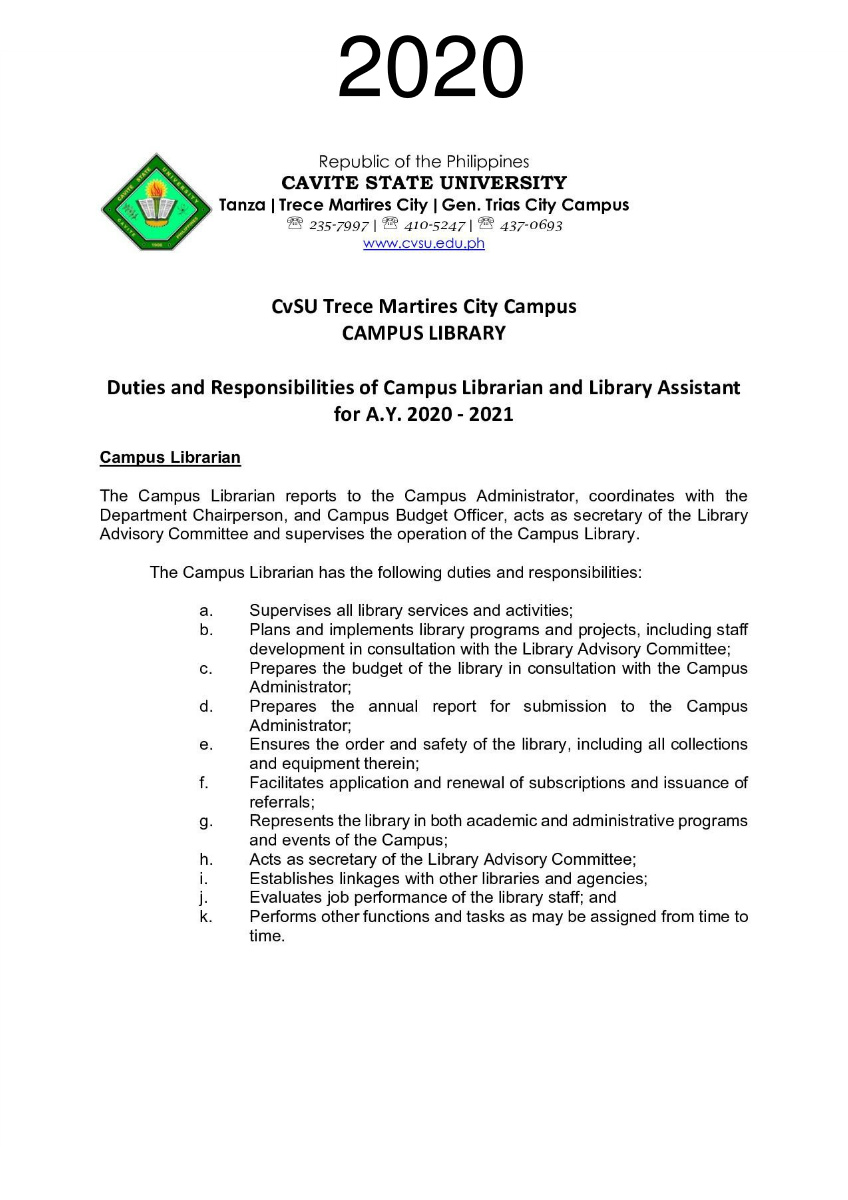 2020
Republic of the Philippines
CAVITE STATE UNIVERSITY
Tanza | Trece Martires City | Gen. Trias City Campus
☏ 235-7997 | ☏ 410-5247 | ☏ 437-0693
www.cvsu.edu.ph
CAVITE STATE UNIVERSITY
CAVITE
PHILIPPINES
CvSU Trece Martires City Campus
CAMPUS LIBRARY
Duties and Responsibilities of Campus Librarian and Library Assistant
for A.Y. 2020 - 2021
Campus Librarian
The Campus Librarian reports to the Campus Administrator, coordinates with the
Department Chairperson, and Campus Budget Officer, acts as secretary of the Library
Advisory Committee and supervises the operation of the Campus Library.
The Campus Librarian has the following duties and responsibilities:
a. Supervises all library services and activities;
b. Plans and implements library programs and projects, including staff
development in consultation with the Library Advisory Committee;
c. Prepares the budget of the library in consultation with the Campus
Administrator;
d. Prepares the annual report for submission to the Campus
Administrator;
e. Ensures the order and safety of the library, including all collections
and equipment therein;
f. Facilitates application and renewal of subscriptions and issuance of
referrals;
g. Represents the library in both academic and administrative programs
and events of the Campus;
h. Acts as secretary of the Library Advisory Committee;
i. Establishes linkages with other libraries and agencies;
j. Evaluates job performance of the library staff; and
k. Performs other functions and tasks as may be assigned from time to
time.